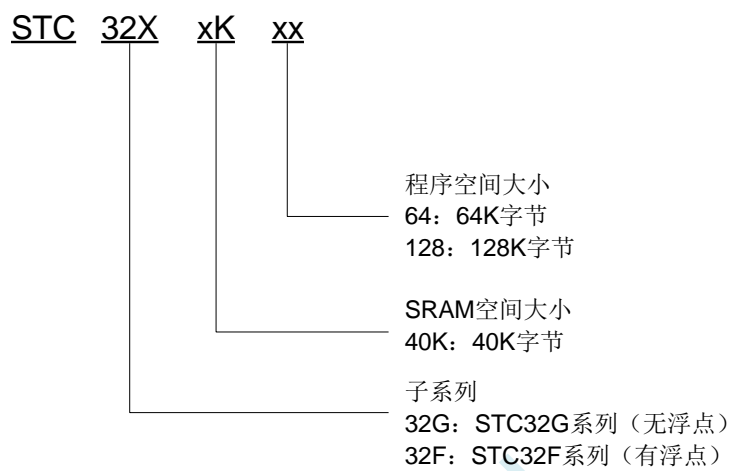 STC 32X xK xx
程序空间大小
64：64K字节
128：128K字节
SRAM空间大小
40K：40K字节
子系列
32G：STC32G系列（无浮点）
32F：STC32F系列（有浮点）